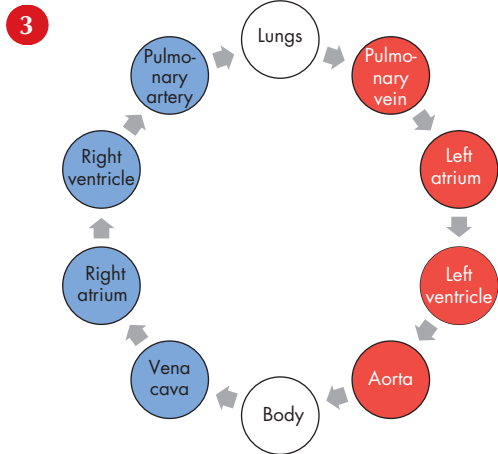 3
Lungs
Pulmo-
nary
vein
Left
atrium
Left
ventricle
Aorta
Body
Vena
cava
Right
atrium
Right
ventricle
Pulmo-
nary
artery